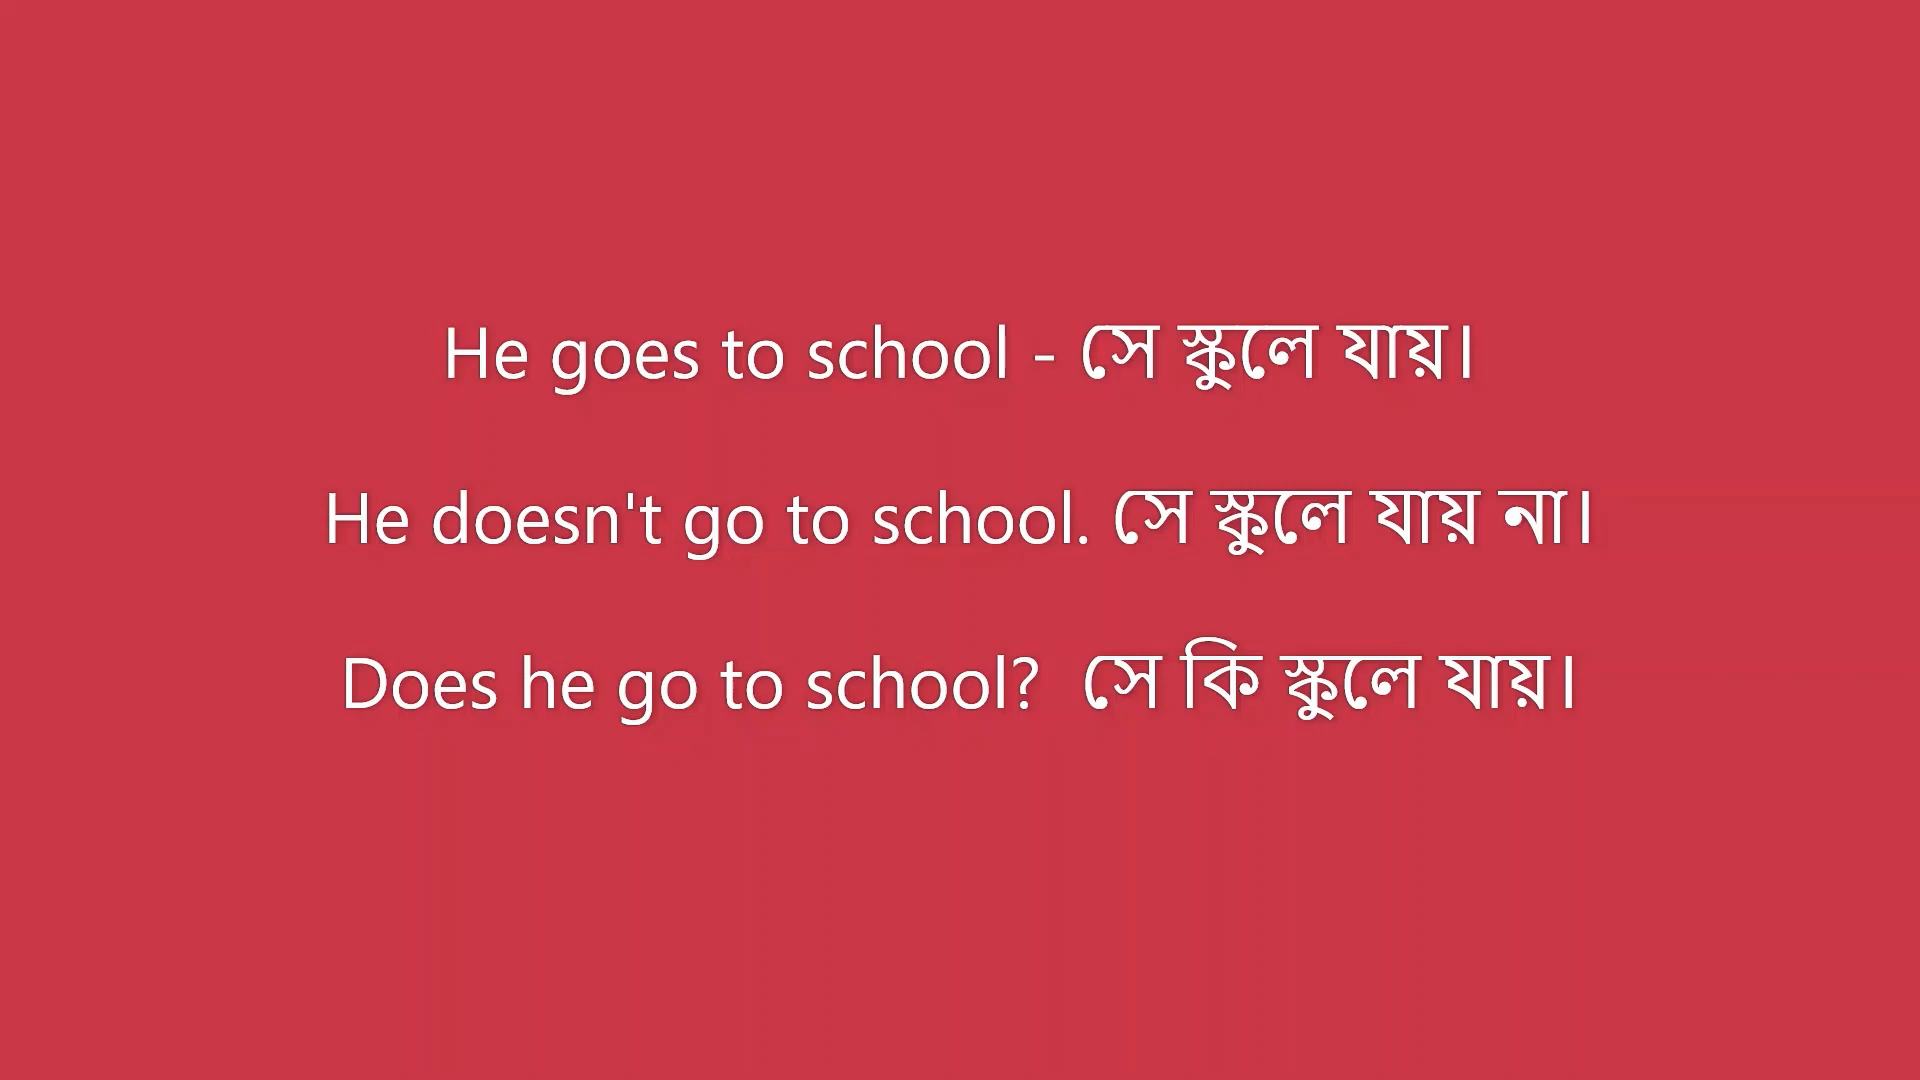 He goes to school - সে স্কুলে যায়।
He doesn't go to school. সে স্কুলে যায় না।
Does he go to school?  সে কি স্কুলে যায়।